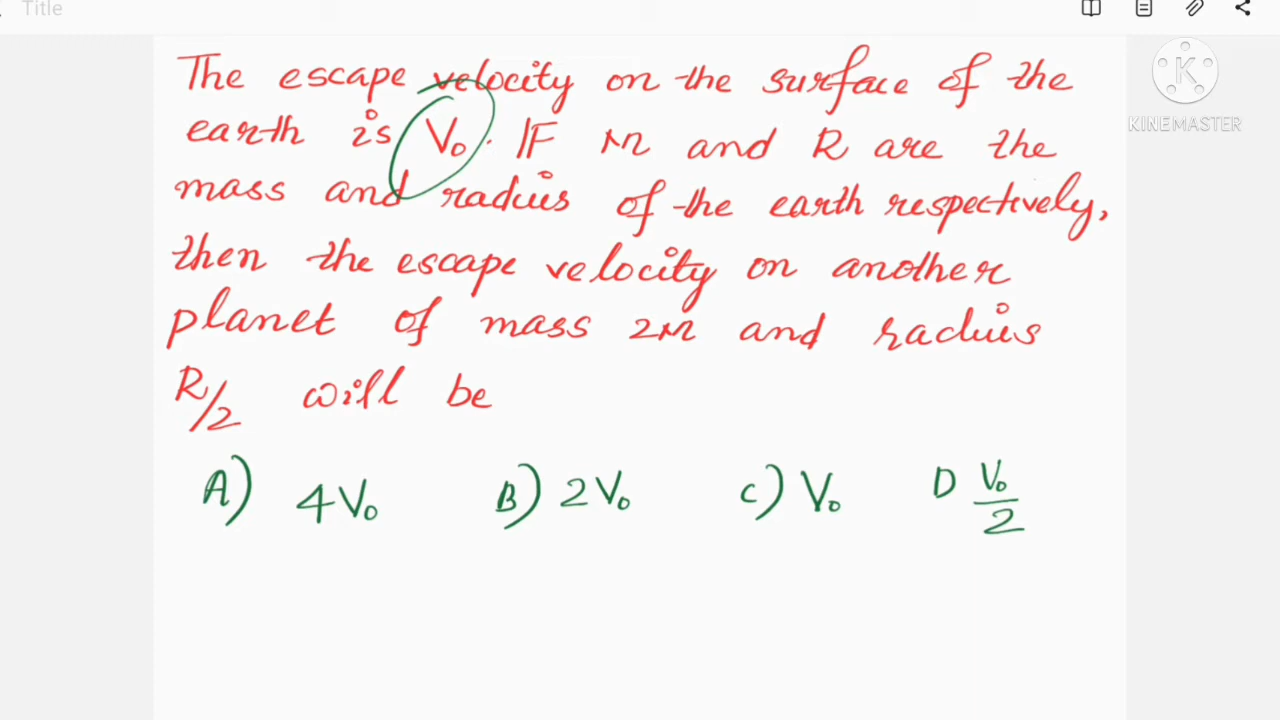 Title
KINEMASTER
The escape velocity on the surface of the
earth is V₀. IF M and R are the
mass and radius of the earth respectively,
then the escape velocity on another
planet of mass 2M and radius
R/2 will be
A) 4V₀ B) 2V₀ C) V₀ D V₀/2